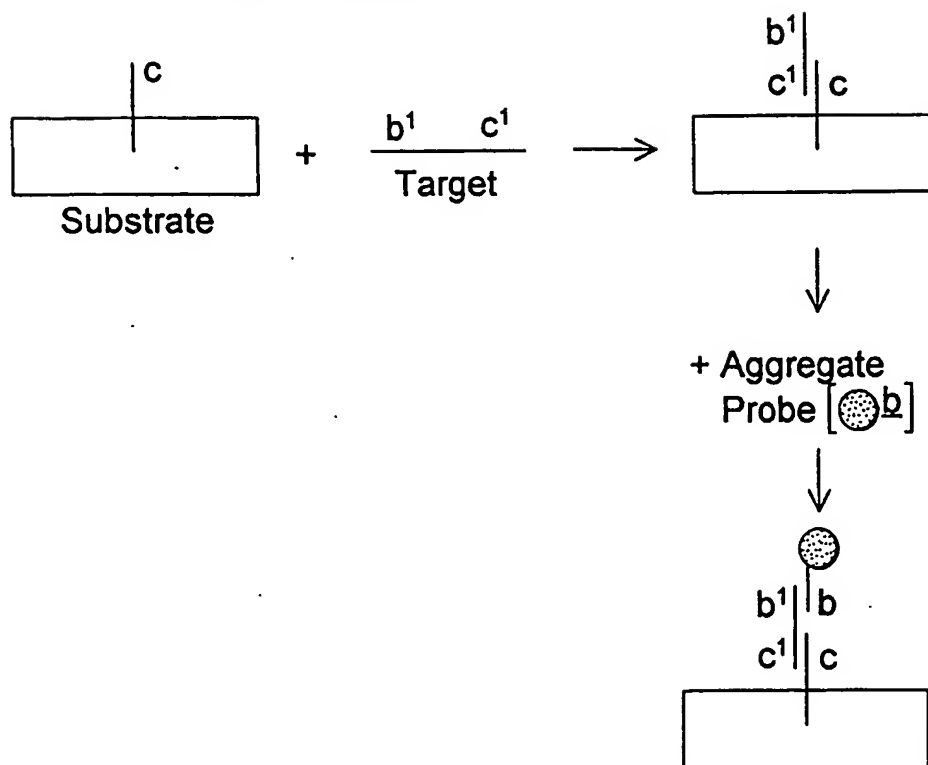 c
Substrate
+
b¹ c¹
Target
b¹
c¹ c
+ Aggregate
Probe [ b]
b¹ b
c¹ c